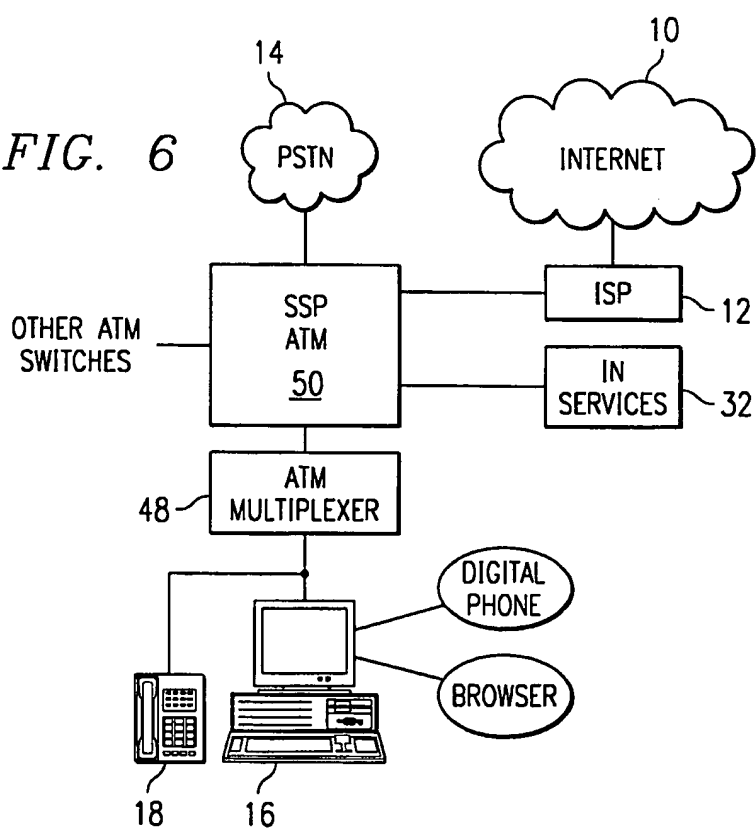 FIG. 6
14
10
PSTN
INTERNET
SSP
ATM
50
ISP
12
OTHER ATM
SWITCHES
IN
SERVICES
32
ATM
MULTIPLEXER
48
DIGITAL
PHONE
BROWSER
18
16